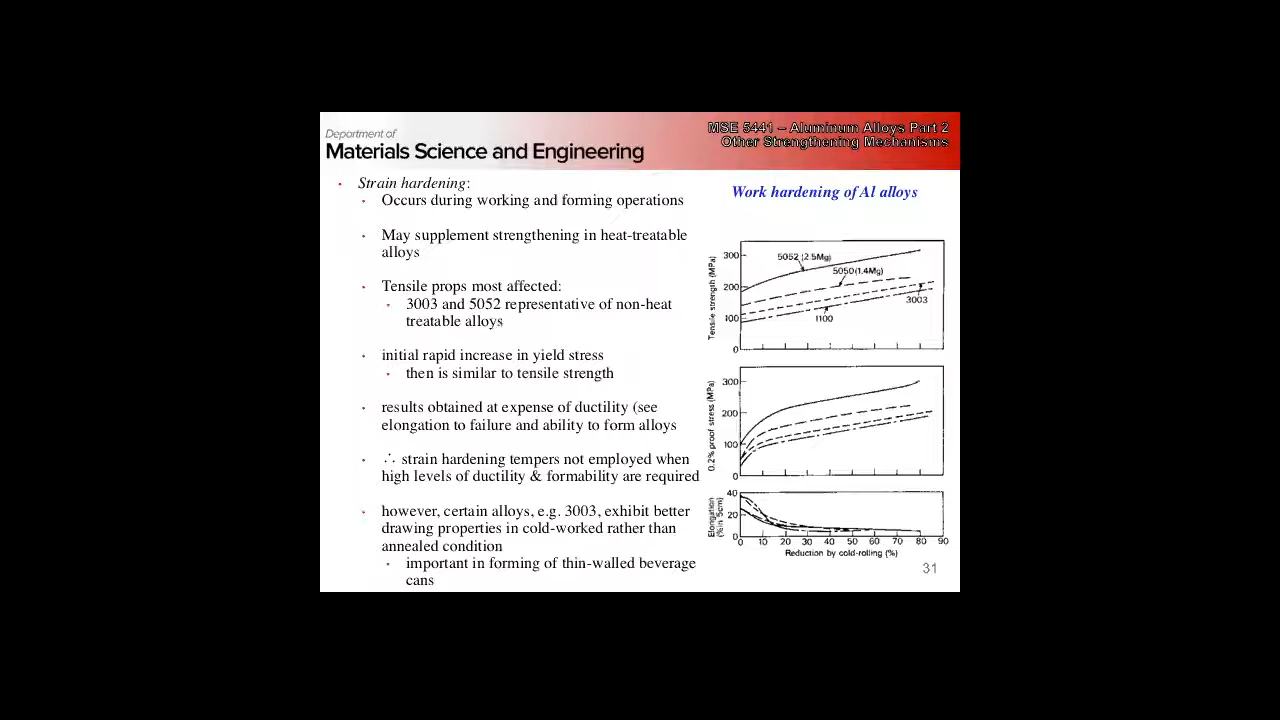 Department of
Materials Science and Engineering
MSE 5441 – Aluminum Alloys Part 2
Other Strengthening Mechanisms
• Strain hardening:
• Occurs during working and forming operations
• May supplement strengthening in heat-treatable
alloys
• Tensile props most affected:
• 3003 and 5052 representative of non-heat
treatable alloys
• initial rapid increase in yield stress
• then is similar to tensile strength
• results obtained at expense of ductility (see
elongation to failure and ability to form alloys
• ∴ strain hardening tempers not employed when
high levels of ductility & formability are required
• however, certain alloys, e.g. 3003, exhibit better
drawing properties in cold-worked rather than
annealed condition
• important in forming of thin-walled beverage
cans
Work hardening of Al alloys
Tensile strength (MPa)
300
200
100
0
5052 (2.5Mg)
5050 (1.4Mg)
3003
1100
0.2% proof stress (MPa)
300
200
100
0
Elongation
(% in 5cm)
40
20
0
0 10 20 30 40 50 60 70 80 90
Reduction by cold-rolling (%)
31